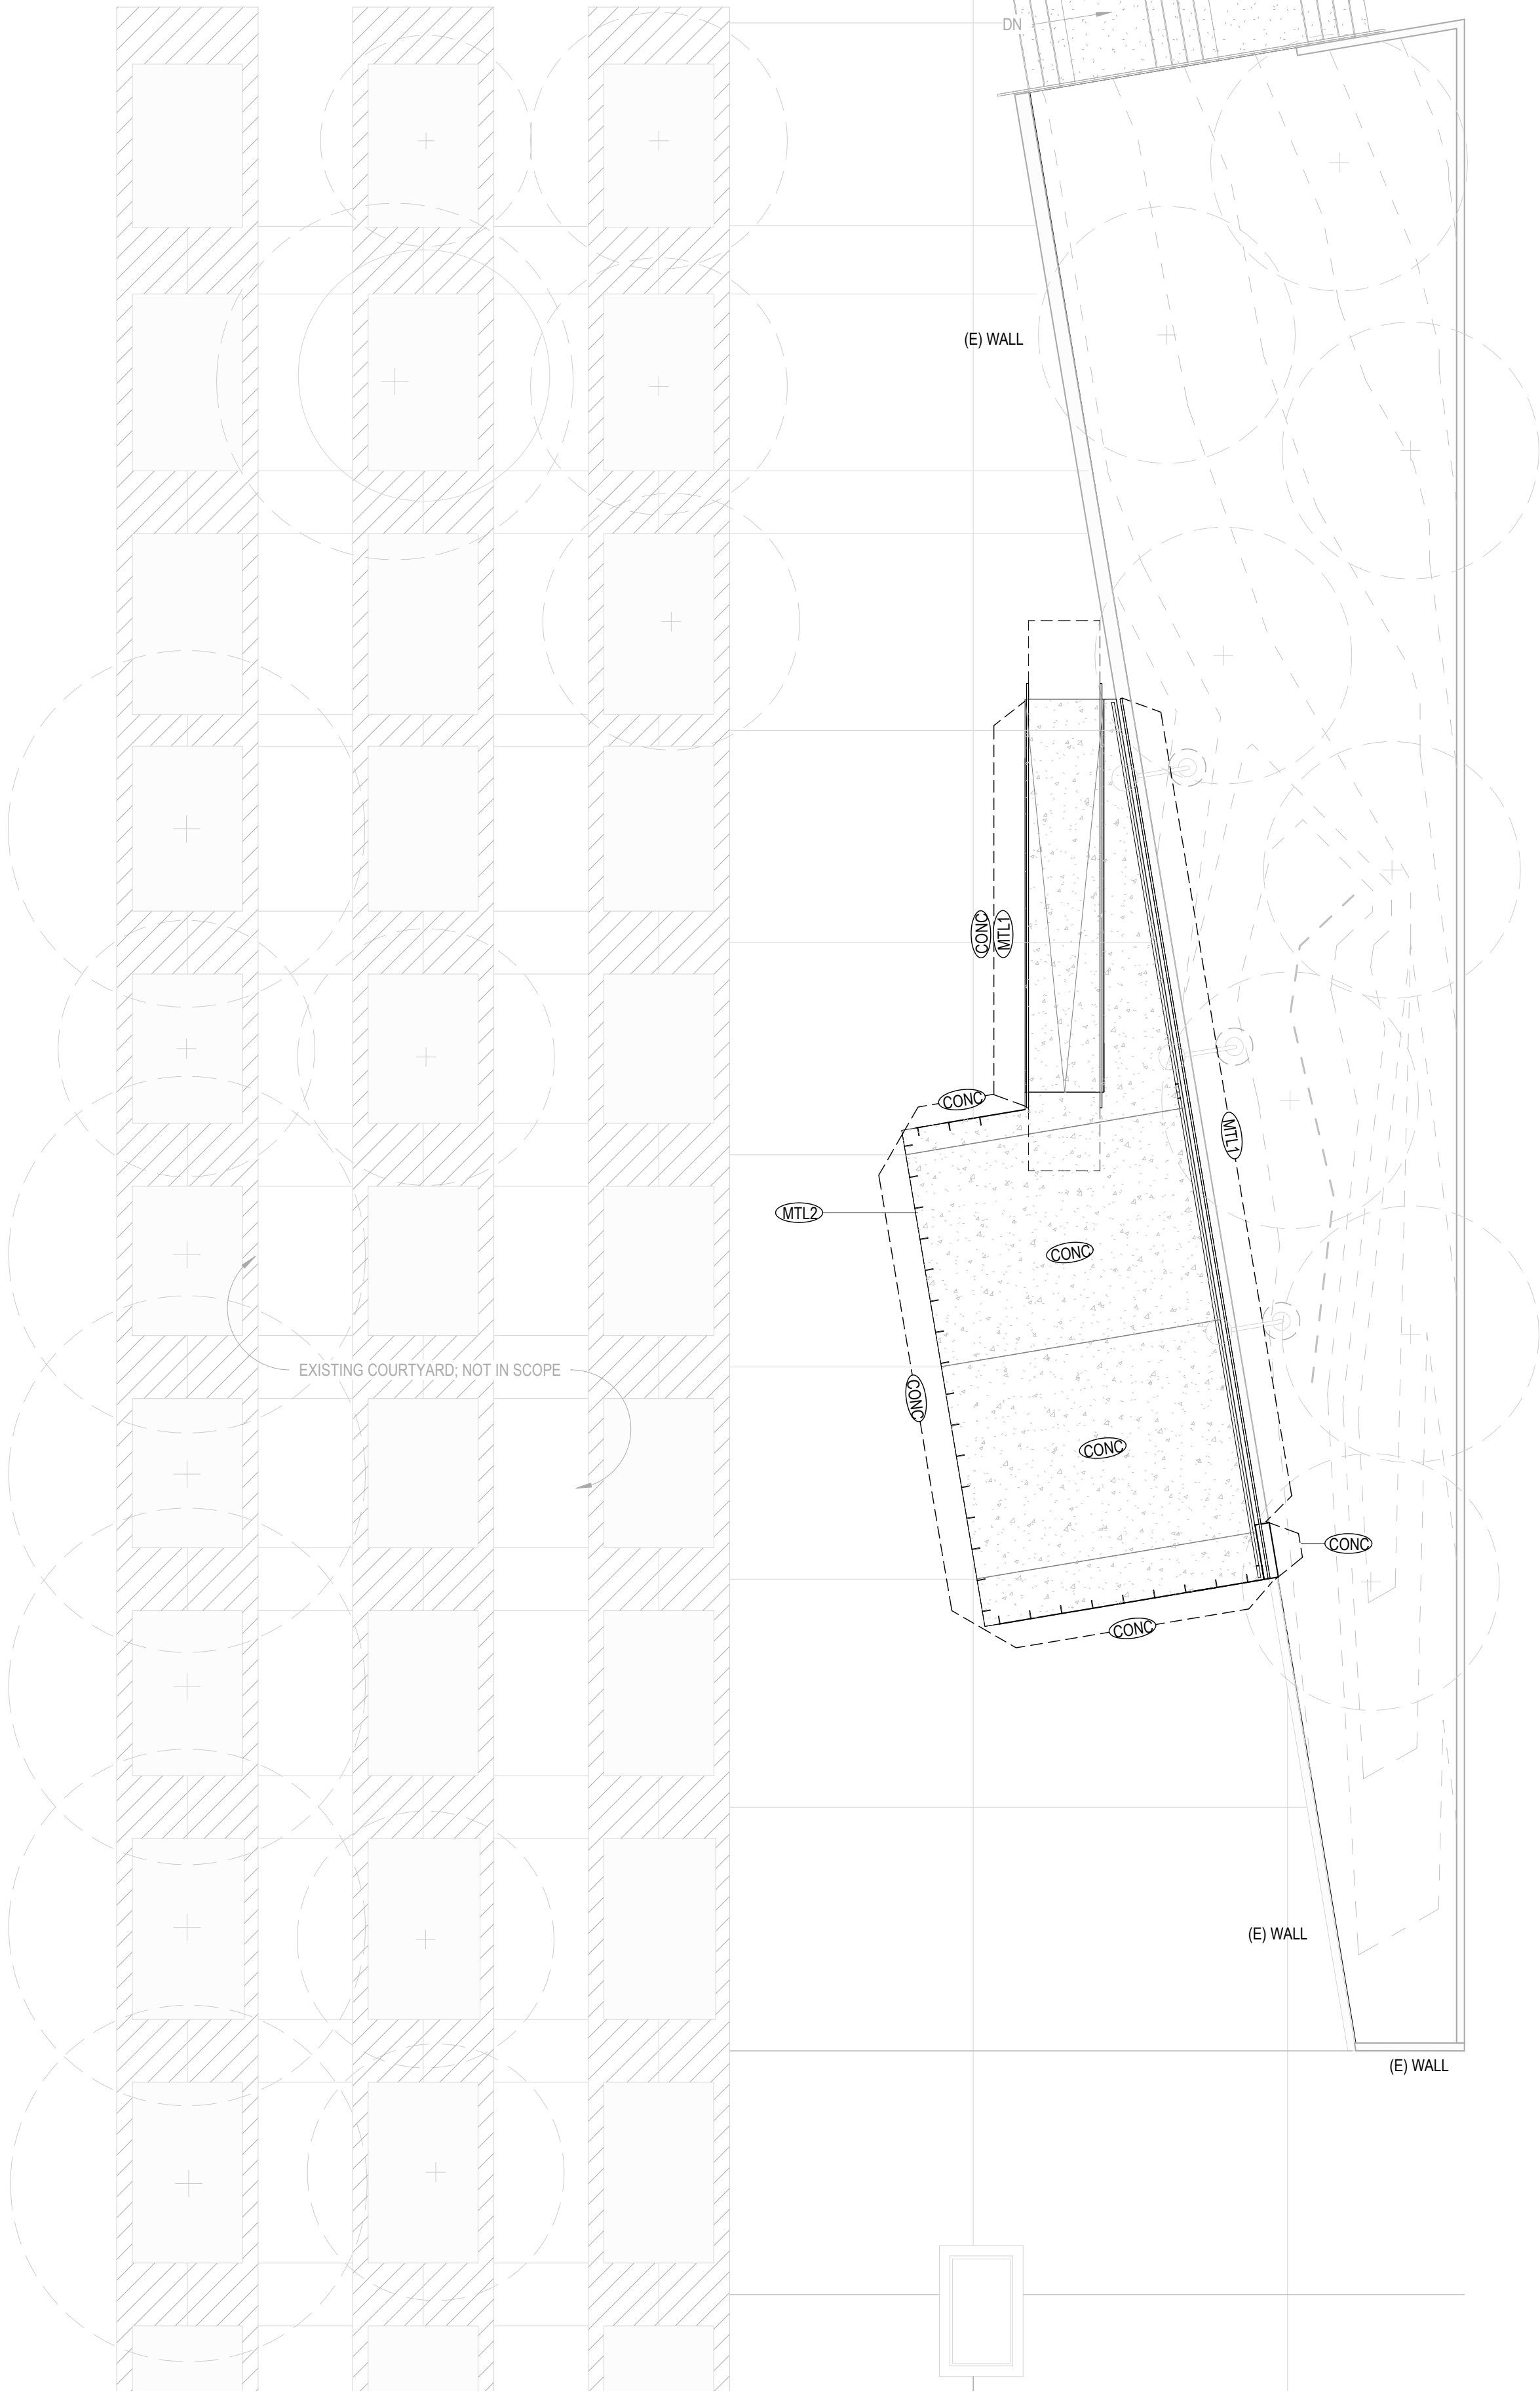 DN
(E) WALL
CONC
MTL1
CONC
MTL1
MTL2
CONC
EXISTING COURTYARD; NOT IN SCOPE
CONC
CONC
CONC
CONC
(E) WALL
(E) WALL